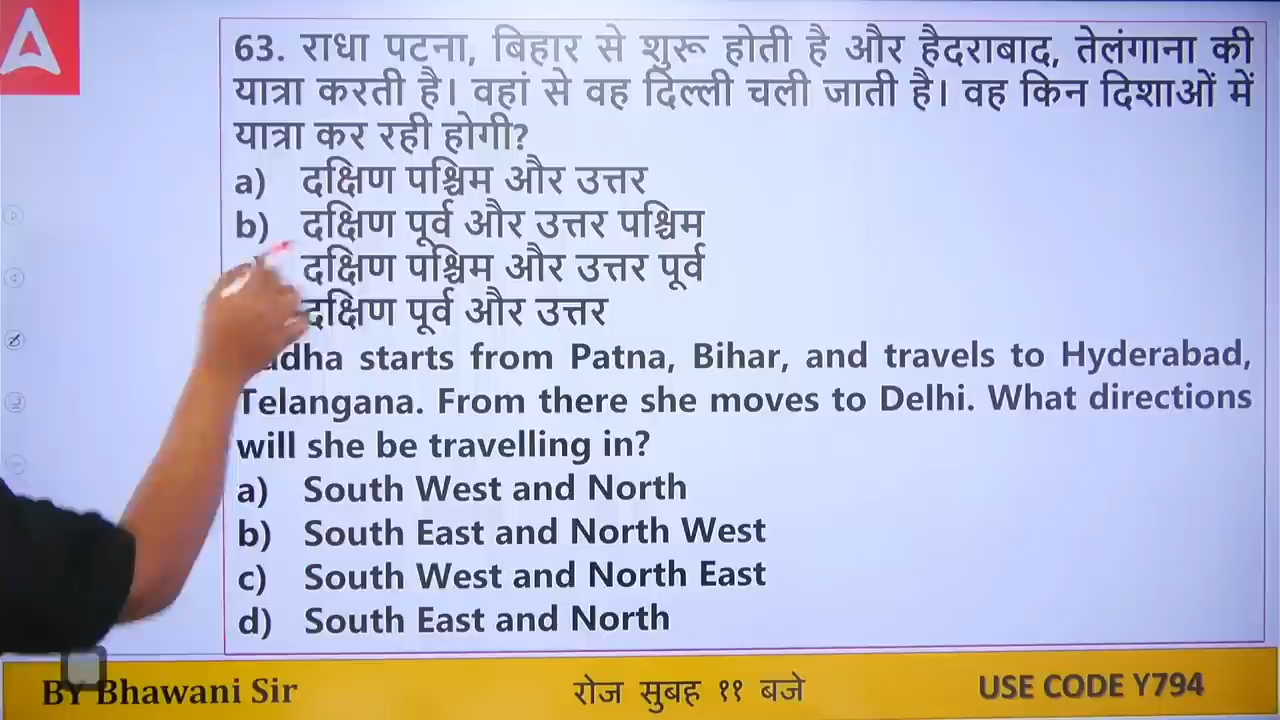 63. राधा पटना, बिहार से शुरू होती है और हैदराबाद, तेलंगाना की
यात्रा करती है। वहां से वह दिल्ली चली जाती है। वह किन दिशाओं में
यात्रा कर रही होगी?
a) दक्षिण पश्चिम और उत्तर
b) दक्षिण पूर्व और उत्तर पश्चिम
दक्षिण पश्चिम और उत्तर पूर्व
दक्षिण पूर्व और उत्तर
adha starts from Patna, Bihar, and travels to Hyderabad,
Telangana. From there she moves to Delhi. What directions
will she be travelling in?
a) South West and North
b) South East and North West
c) South West and North East
d) South East and North
BY Bhawani Sir
रोज सुबह ११ बजे
USE CODE Y794